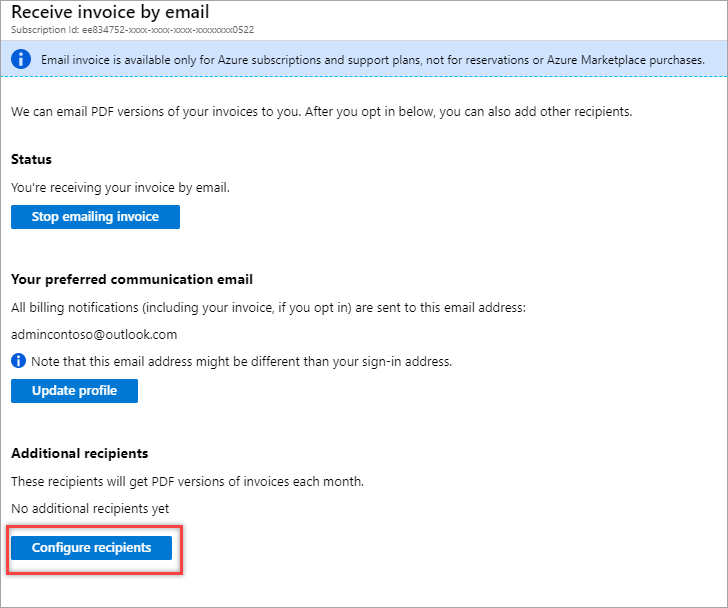 Receive invoice by email
Subscription Id: ee834752-xxxx-xxxx-xxxx-xxxxxxxx0522
Email invoice is available only for Azure subscriptions and support plans, not for reservations or Azure Marketplace purchases.
We can email PDF versions of your invoices to you. After you opt in below, you can also add other recipients.
Status
You're receiving your invoice by email.
Stop emailing invoice
Your preferred communication email
All billing notifications (including your invoice, if you opt in) are sent to this email address:
admincontoso@outlook.com
Note that this email address might be different than your sign-in address.
Update profile
Additional recipients
These recipients will get PDF versions of invoices each month.
No additional recipients yet
Configure recipients